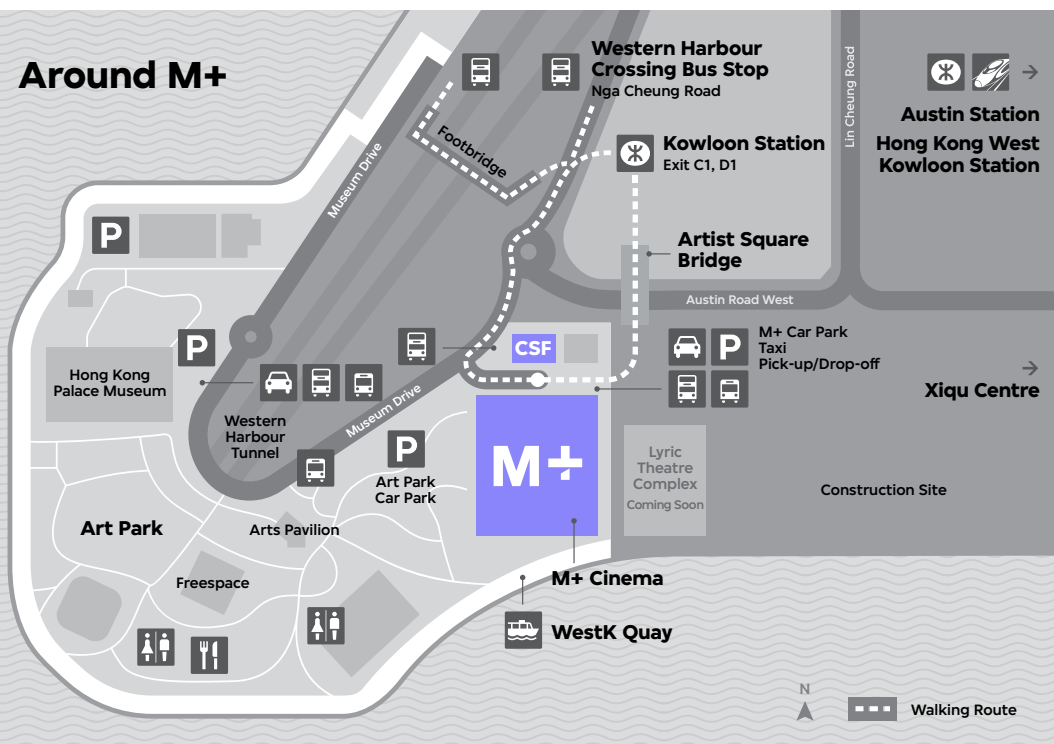 Around M+
Western Harbour
Crossing Bus Stop
Nga Cheung Road
Footbridge
Museum Drive
Kowloon Station
Exit C1, D1
Lin Cheung Road
Austin Station
Hong Kong West
Kowloon Station
P
Artist Square
Bridge
Austin Road West
P
Hong Kong
Palace Museum
CSF
P
M+ Car Park
Taxi
Pick-up/Drop-off
Xiqu Centre
Museum Drive
Western
Harbour
Tunnel
P
Art Park
Car Park
M+
Lyric
Theatre
Complex
Coming Soon
Construction Site
Art Park
Arts Pavilion
Freespace
M+ Cinema
WestK Quay
N
Walking Route